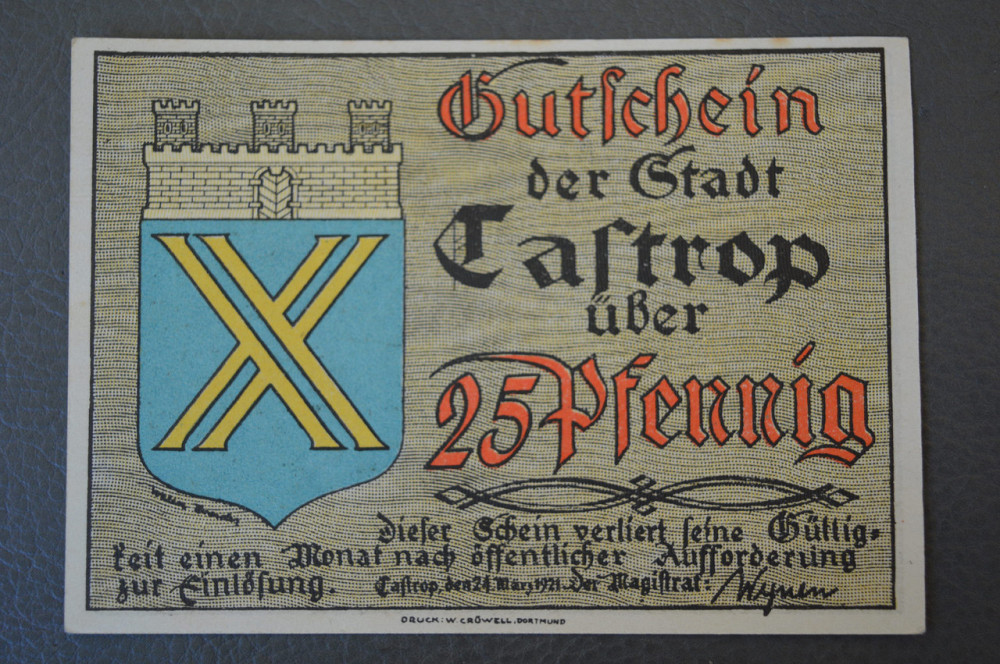 Gutschein
der Stadt
Castrop
über
25 Pfennig
Dieser Schein verliert seine Gültig=
keit einen Monat nach öffentlicher Aufforderung
zur Einlösung. Castrop, den 24. März 1921. Der Magistrat: Wynen
DRUCK: W. CRÜWELL. DORTMUND